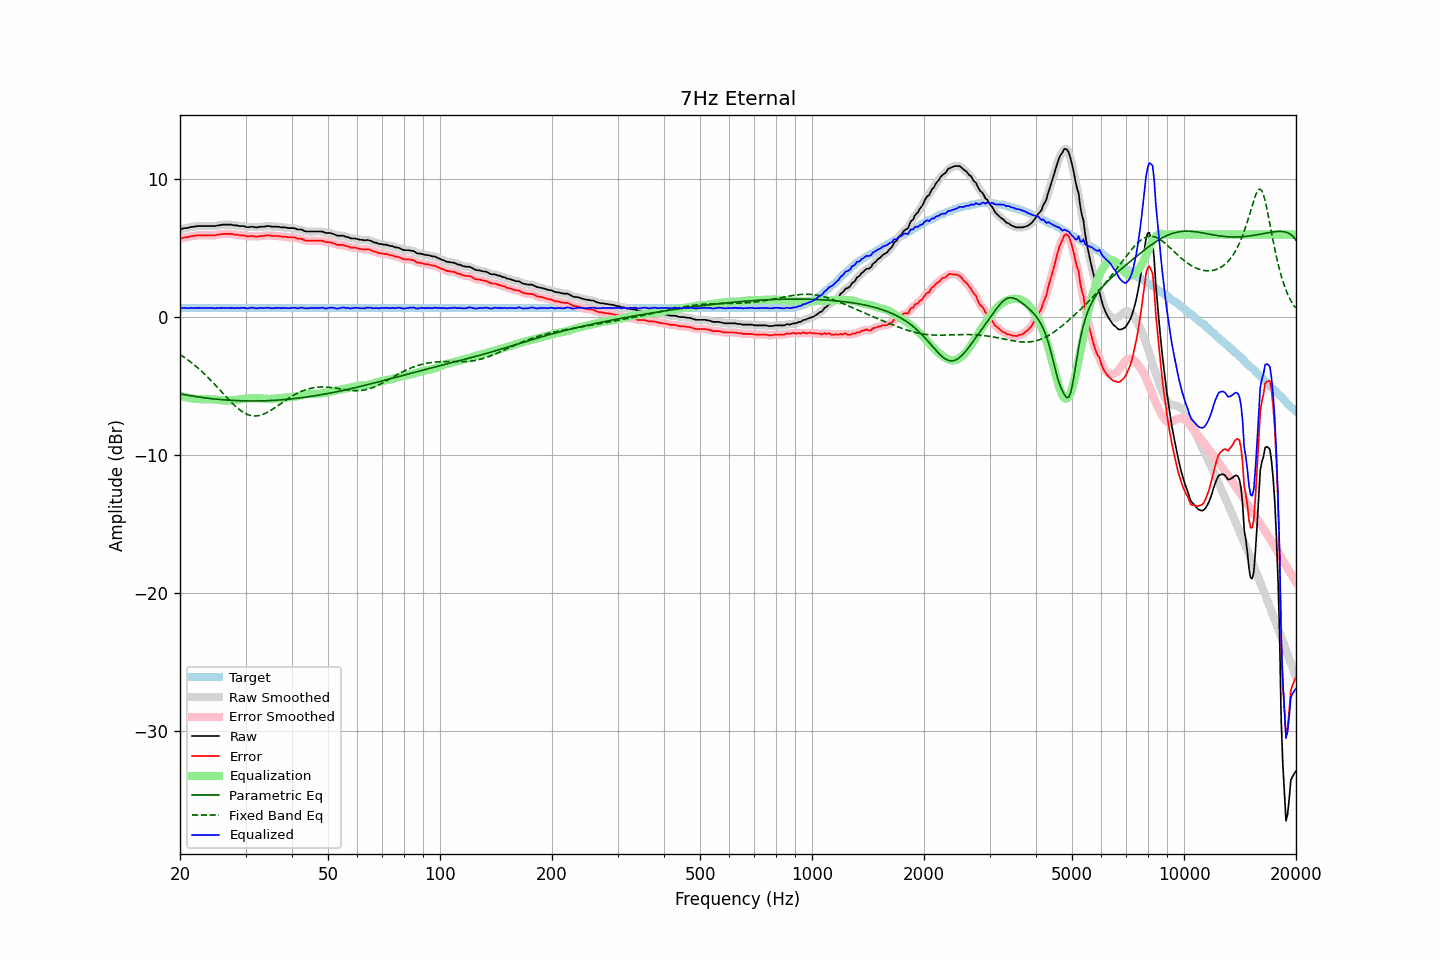 7Hz Eternal
10
0
−10
−20
−30
Amplitude (dBr)
Target
Raw Smoothed
Error Smoothed
Raw
Error
Equalization
Parametric Eq
Fixed Band Eq
Equalized
20 50 100 200 500 1000 2000 5000 10000 20000
Frequency (Hz)